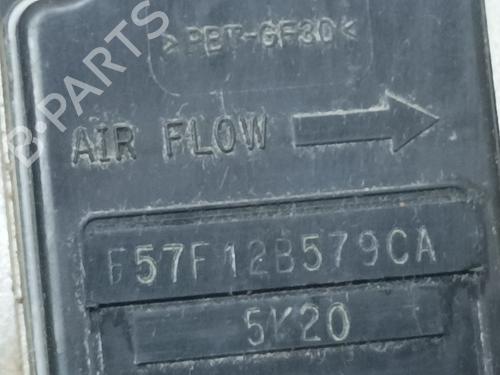 >PBT-GF30<
AIR FLOW
F57F12B579CA
5K20
B-PARTS